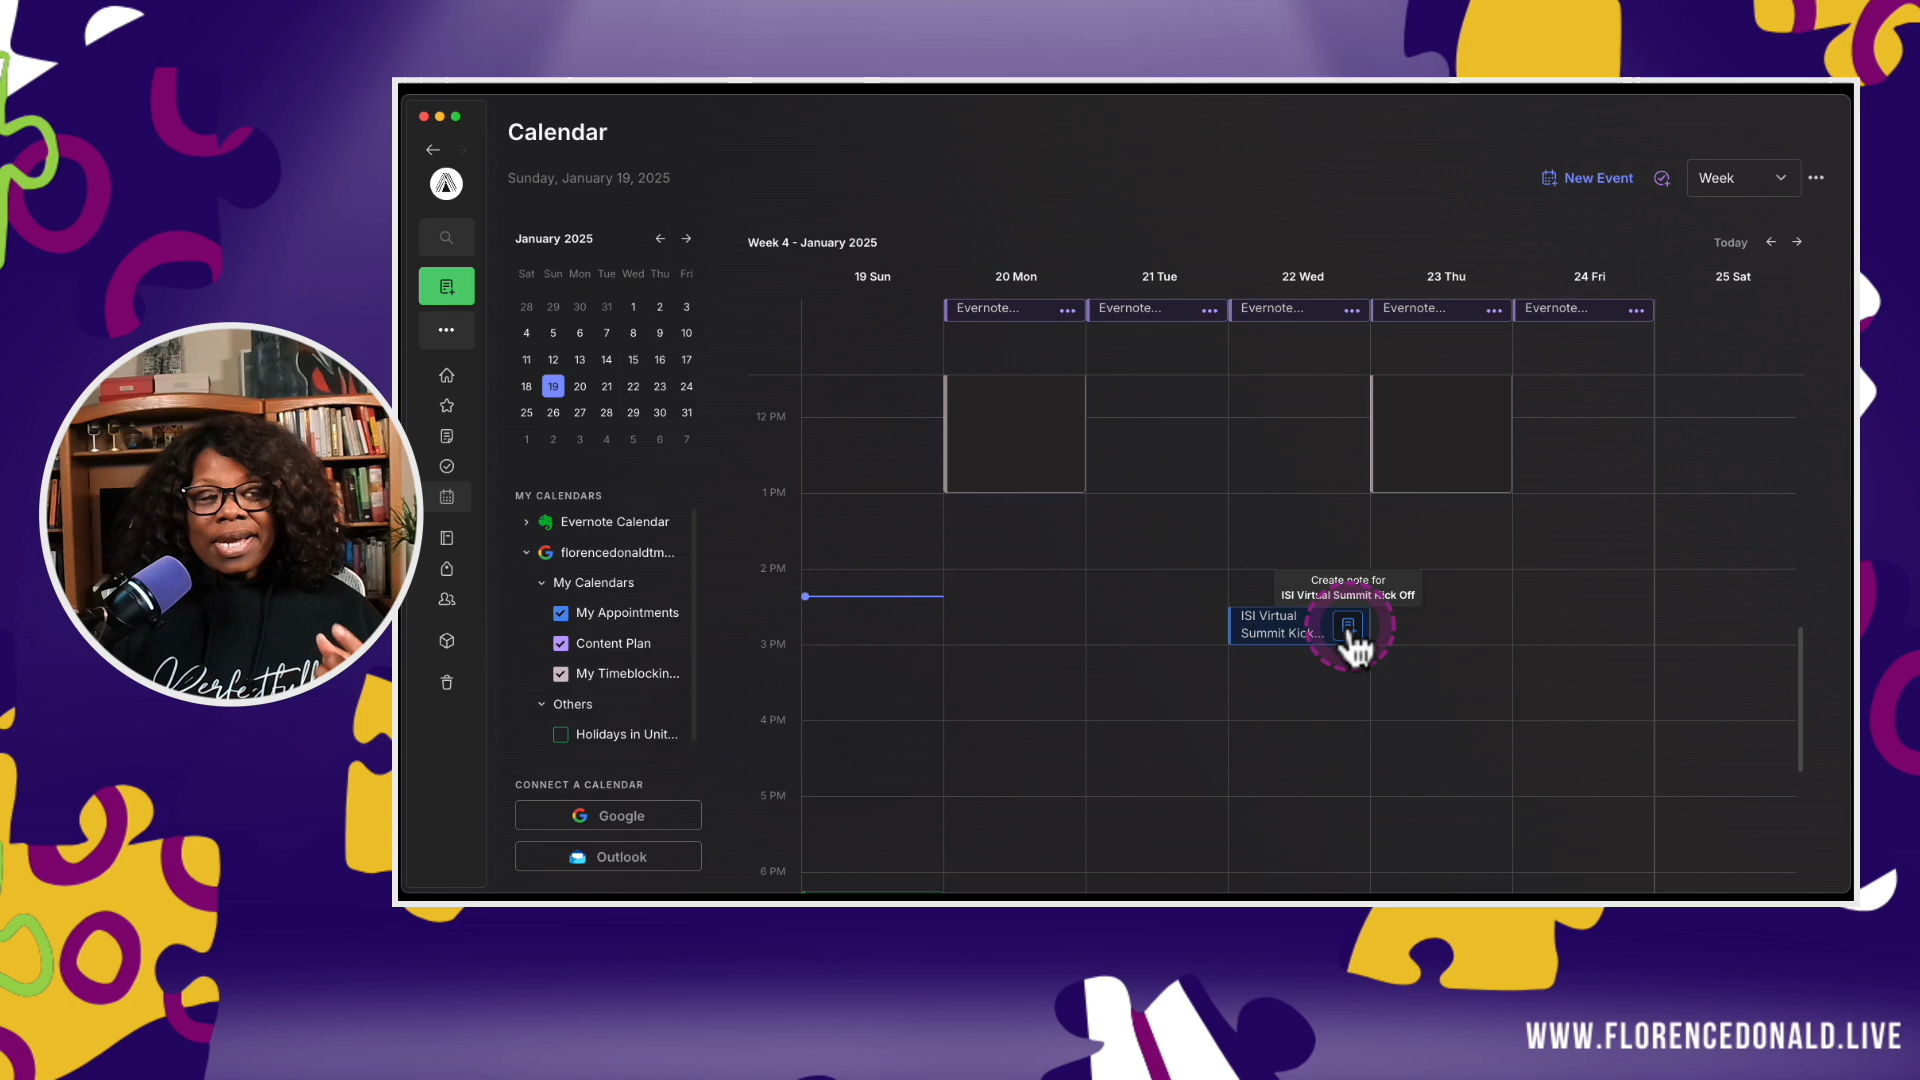 Calendar
Sunday, January 19, 2025
New Event
Week
January 2025
Sat Sun Mon Tue Wed Thu Fri
28 29 30 31 1 2 3
4 5 6 7 8 9 10
11 12 13 14 15 16 17
18 19 20 21 22 23 24
25 26 27 28 29 30 31
1 2 3 4 5 6 7
MY CALENDARS
Evernote Calendar
florencedonaldtm...
My Calendars
My Appointments
Content Plan
My Timeblockin...
Others
Holidays in Unit...
CONNECT A CALENDAR
Google
Outlook
Week 4 - January 2025
Today
19 Sun 20 Mon 21 Tue 22 Wed 23 Thu 24 Fri 25 Sat
Evernote... Evernote... Evernote... Evernote... Evernote...
12 PM
1 PM
2 PM
Create note for
ISI Virtual Summit Kick Off
ISI Virtual
Summit Kick...
3 PM
4 PM
5 PM
6 PM
Perfectfull
WWW.FLORENCEDONALD.LIVE